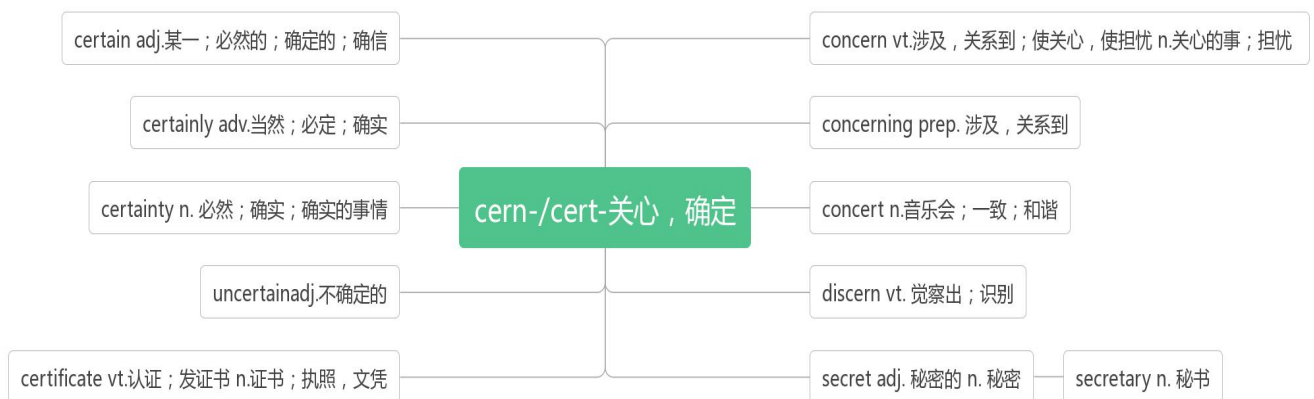 certain adj.某一；必然的；确定的；确信
certainly adv.当然；必定；确实
certainty n. 必然；确实；确实的事情
uncertainadj.不确定的
certificate vt.认证；发证书 n.证书；执照，文凭
cern-/cert-关心，确定
concern vt.涉及，关系到；使关心，使担忧 n.关心的事；担忧
concerning prep. 涉及，关系到
concert n.音乐会；一致；和谐
discern vt. 觉察出；识别
secret adj. 秘密的 n. 秘密
secretary n. 秘书